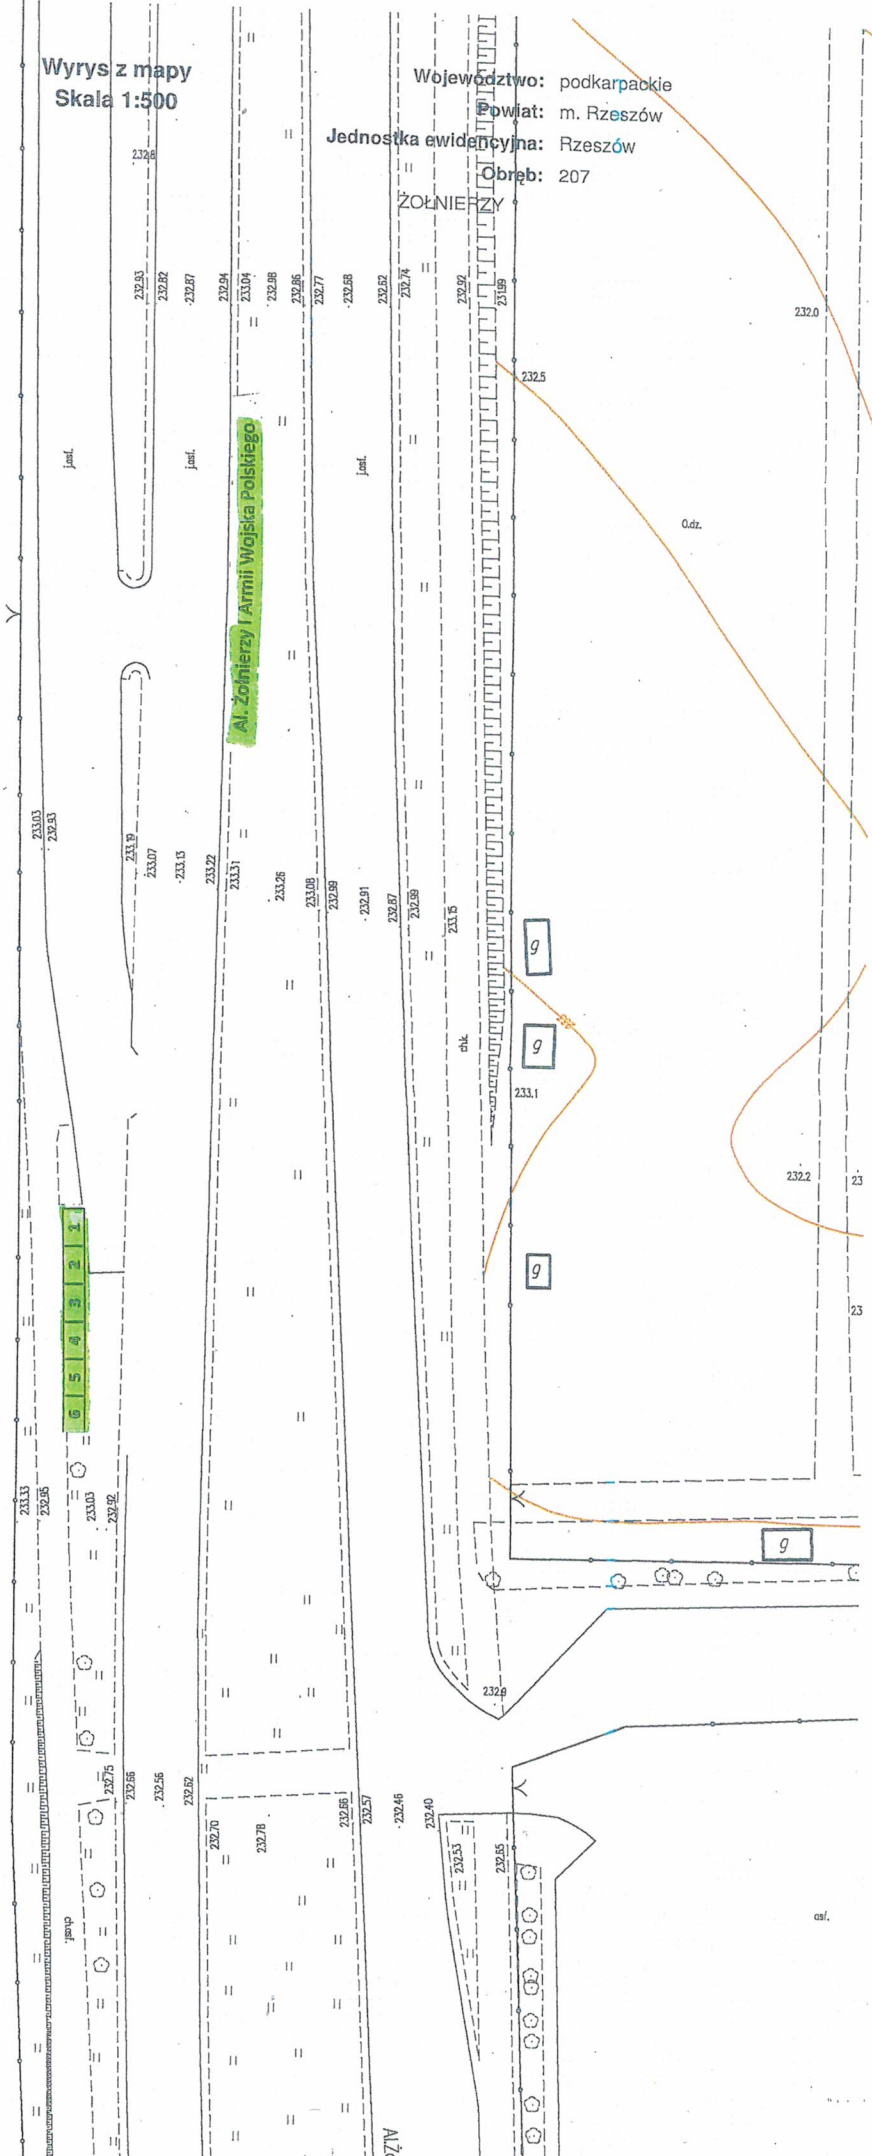 Wyrys z mapy
Skala 1:500
Województwo: podkarpackie
Powiat: m. Rzeszów
Jednostka ewidencyjna: Rzeszów
Obręb: 207
ŻOŁNIERZY
232.8
232.93
232.82
232.87
232.94
233.04
232.98
232.86
232.77
232.68
232.62
232.74
232.92
231.99
232.0
232.5
j.asf.
j.asf.
j.asf.
Al. Żołnierzy I Armii Wojska Polskiego
O.dz.
233.03
232.93
233.19
233.07
233.13
233.22
233.31
233.26
233.08
232.99
232.91
232.87
232.99
233.15
g
ch.k.
g
233.1
232.2
23
1
2
3
4
5
6
g
23
233.33
232.95
233.03
232.92
g
232.9
232.75
232.66
232.56
232.62
232.70
232.78
232.66
232.57
232.46
232.40
232.53
232.65
ch.asf.
asf.
Al.Ż